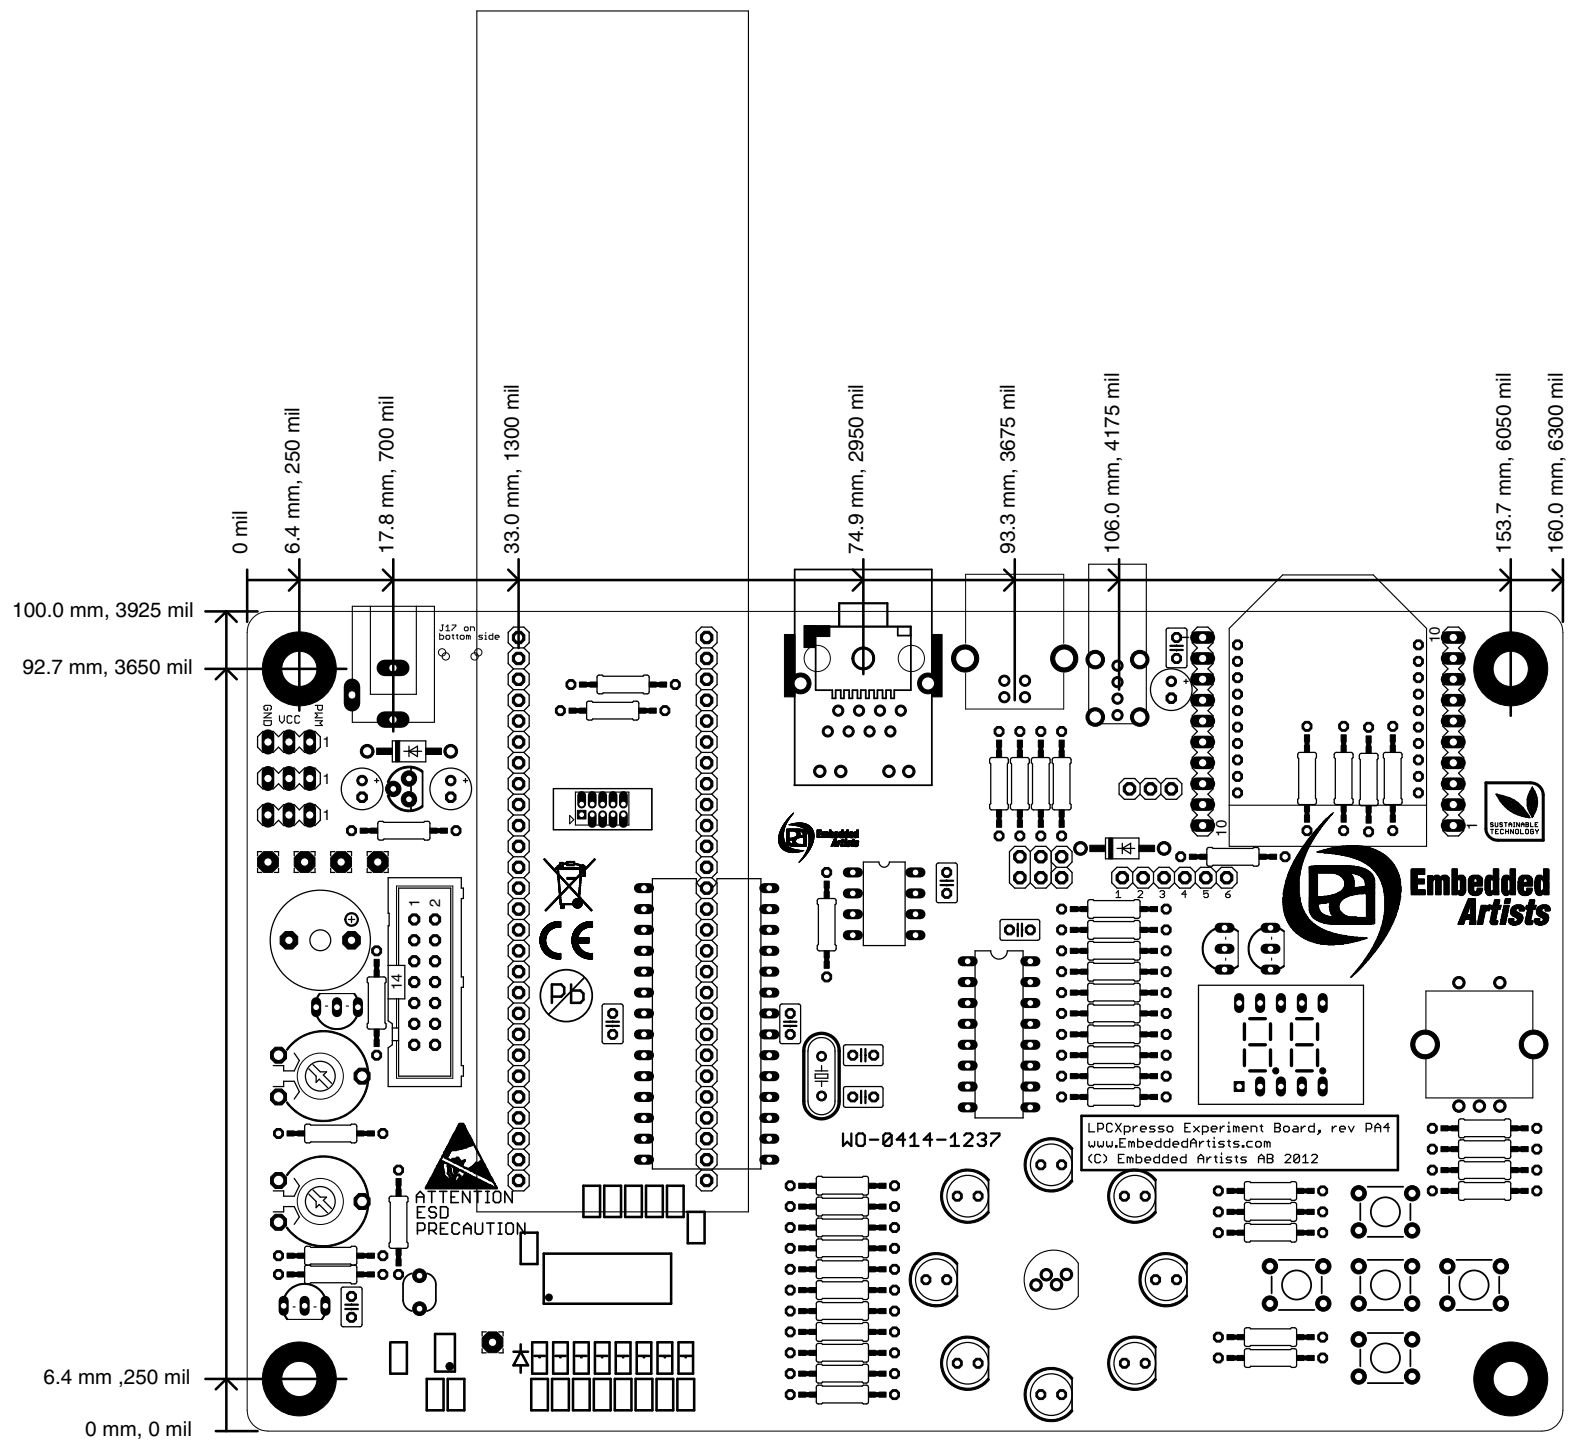 0 mil
6.4 mm, 250 mil
17.8 mm, 700 mil
33.0 mm, 1300 mil
74.9 mm, 2950 mil
93.3 mm, 3675 mil
106.0 mm, 4175 mil
153.7 mm, 6050 mil
160.0 mm, 6300 mil
100.0 mm, 3925 mil
92.7 mm, 3650 mil
J17 on
bottom side
GND
VCC
PWM
1
1
1
+
+
+
10
10
1
SUSTAINABLE
TECHNOLOGY
Embedded
Artists
Embedded
Artists
1 2 3 4 5 6
1 2
14
CE
Pb
WO-0414-1237
LPCXpresso Experiment Board, rev PA4
www.EmbeddedArtists.com
(C) Embedded Artists AB 2012
ATTENTION
ESD
PRECAUTION
6.4 mm ,250 mil
0 mm, 0 mil